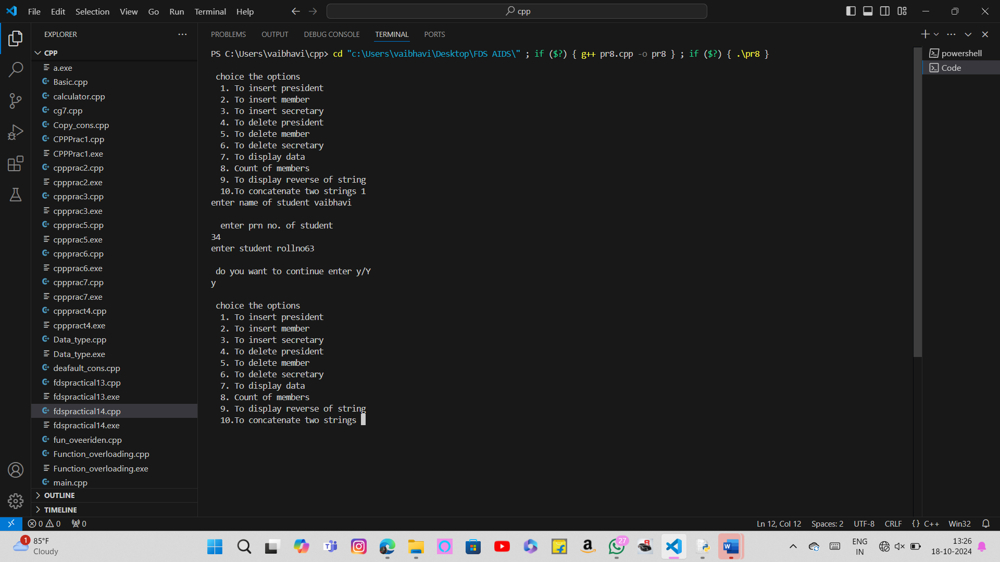 File Edit Selection View Go Run Terminal Help
cpp
EXPLORER
PROBLEMS OUTPUT DEBUG CONSOLE TERMINAL PORTS
CPP
a.exe
Basic.cpp
calculator.cpp
cg7.cpp
Copy_cons.cpp
CPPPrac1.cpp
CPPPrac1.exe
cppprac2.cpp
cppprac2.exe
cppprac3.cpp
cppprac3.exe
cppprac5.cpp
cppprac5.exe
cppprac6.cpp
cppprac6.exe
cppprac7.cpp
cppprac7.exe
cpppract4.cpp
cpppract4.exe
Data_type.cpp
Data_type.exe
deafault_cons.cpp
fdspractical13.cpp
fdspractical13.exe
fdspractical14.cpp
fdspractical14.exe
fun_oveeriden.cpp
Function_overloading.cpp
Function_overloading.exe
main.cpp
OUTLINE
TIMELINE
PS C:\Users\vaibhavi\cpp> cd "c:\Users\vaibhavi\Desktop\FDS AIDS\" ; if ($?) { g++ pr8.cpp -o pr8 } ; if ($?) { .\pr8 }
choice the options
1. To insert president
2. To insert member
3. To insert secretary
4. To delete president
5. To delete member
6. To delete secretary
7. To display data
8. Count of members
9. To display reverse of string
10.To concatenate two strings 1
enter name of student vaibhavi
enter prn no. of student
34
enter student rollno63
do you want to continue enter y/Y
y
choice the options
1. To insert president
2. To insert member
3. To insert secretary
4. To delete president
5. To delete member
6. To delete secretary
7. To display data
8. Count of members
9. To display reverse of string
10.To concatenate two strings
powershell
Code
0 0 0
Ln 12, Col 12 Spaces: 2 UTF-8 CRLF {} C++ Win32
1
85°F
Cloudy
27
ENG
IN
13:26
18-10-2024